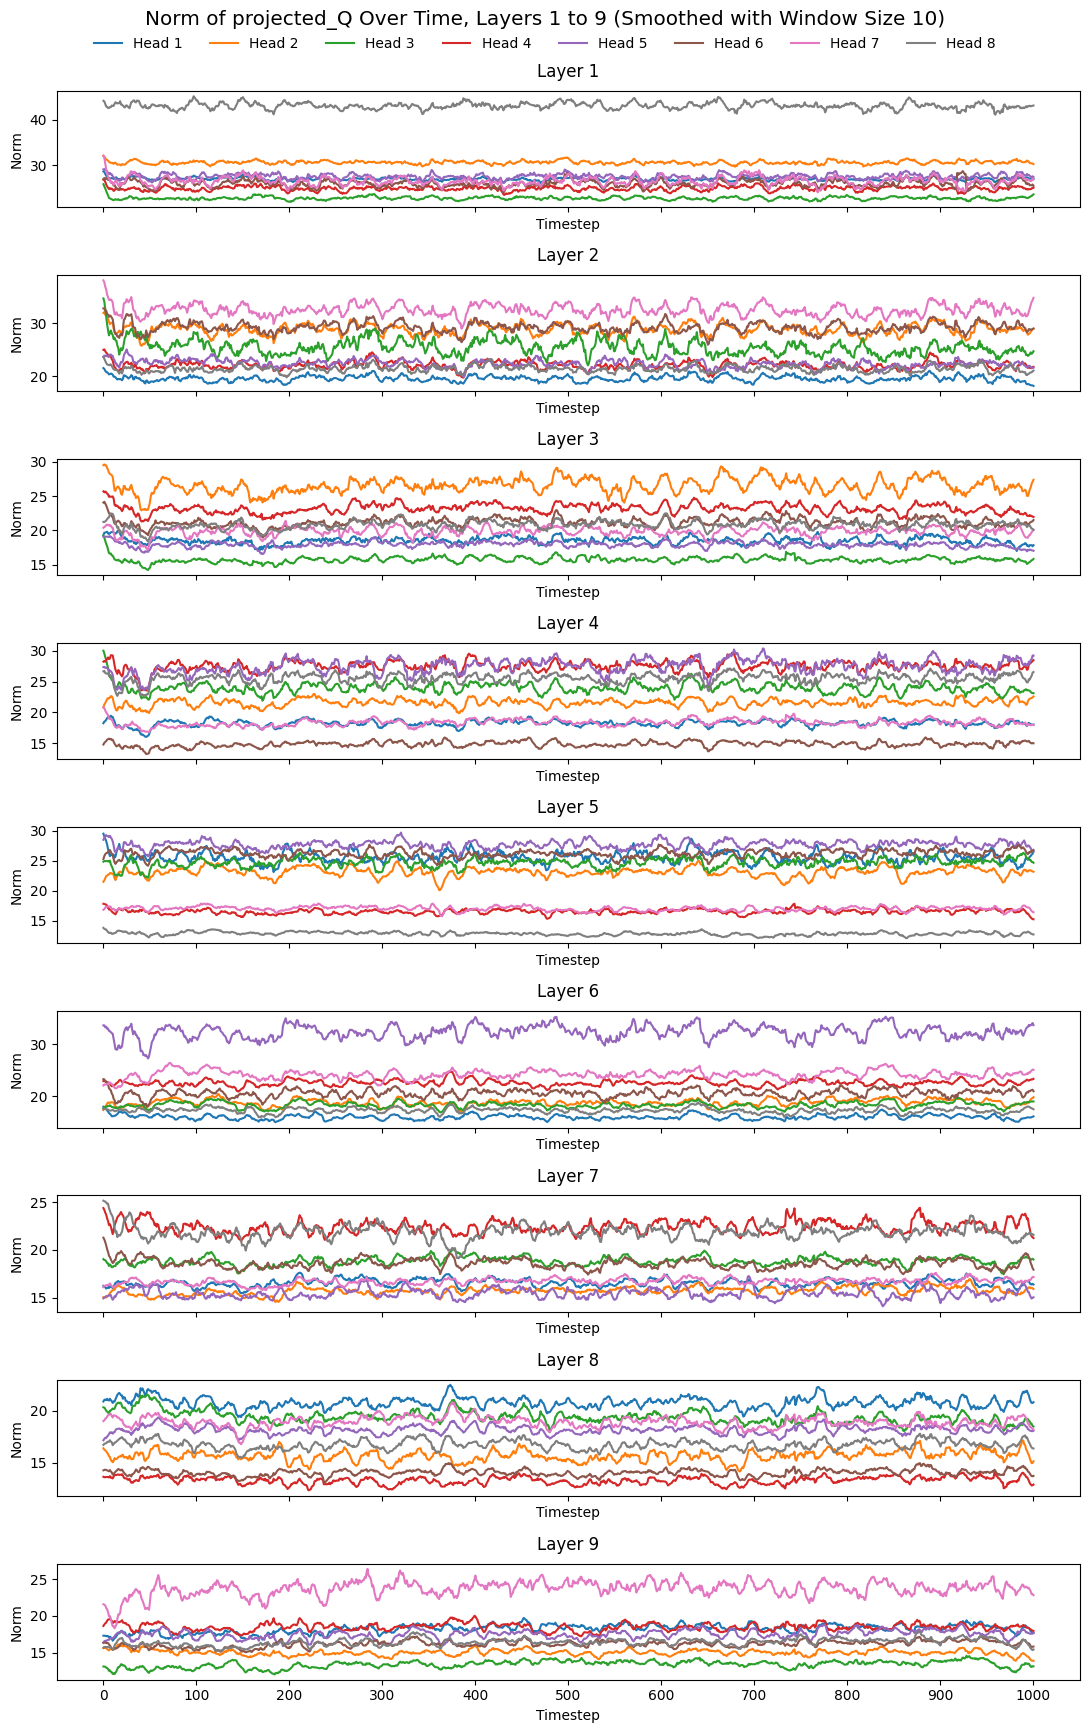 Norm of projected_Q Over Time, Layers 1 to 9 (Smoothed with Window Size 10)
Head 1 Head 2 Head 3 Head 4 Head 5 Head 6 Head 7 Head 8
Layer 1
40
30
Norm
Timestep
Layer 2
30
20
Norm
Timestep
Layer 3
30
25
20
15
Norm
Timestep
Layer 4
30
25
20
15
Norm
Timestep
Layer 5
30
25
20
15
Norm
Timestep
Layer 6
30
20
Norm
Timestep
Layer 7
25
20
15
Norm
Timestep
Layer 8
20
15
Norm
Timestep
Layer 9
25
20
15
Norm
0 100 200 300 400 500 600 700 800 900 1000
Timestep